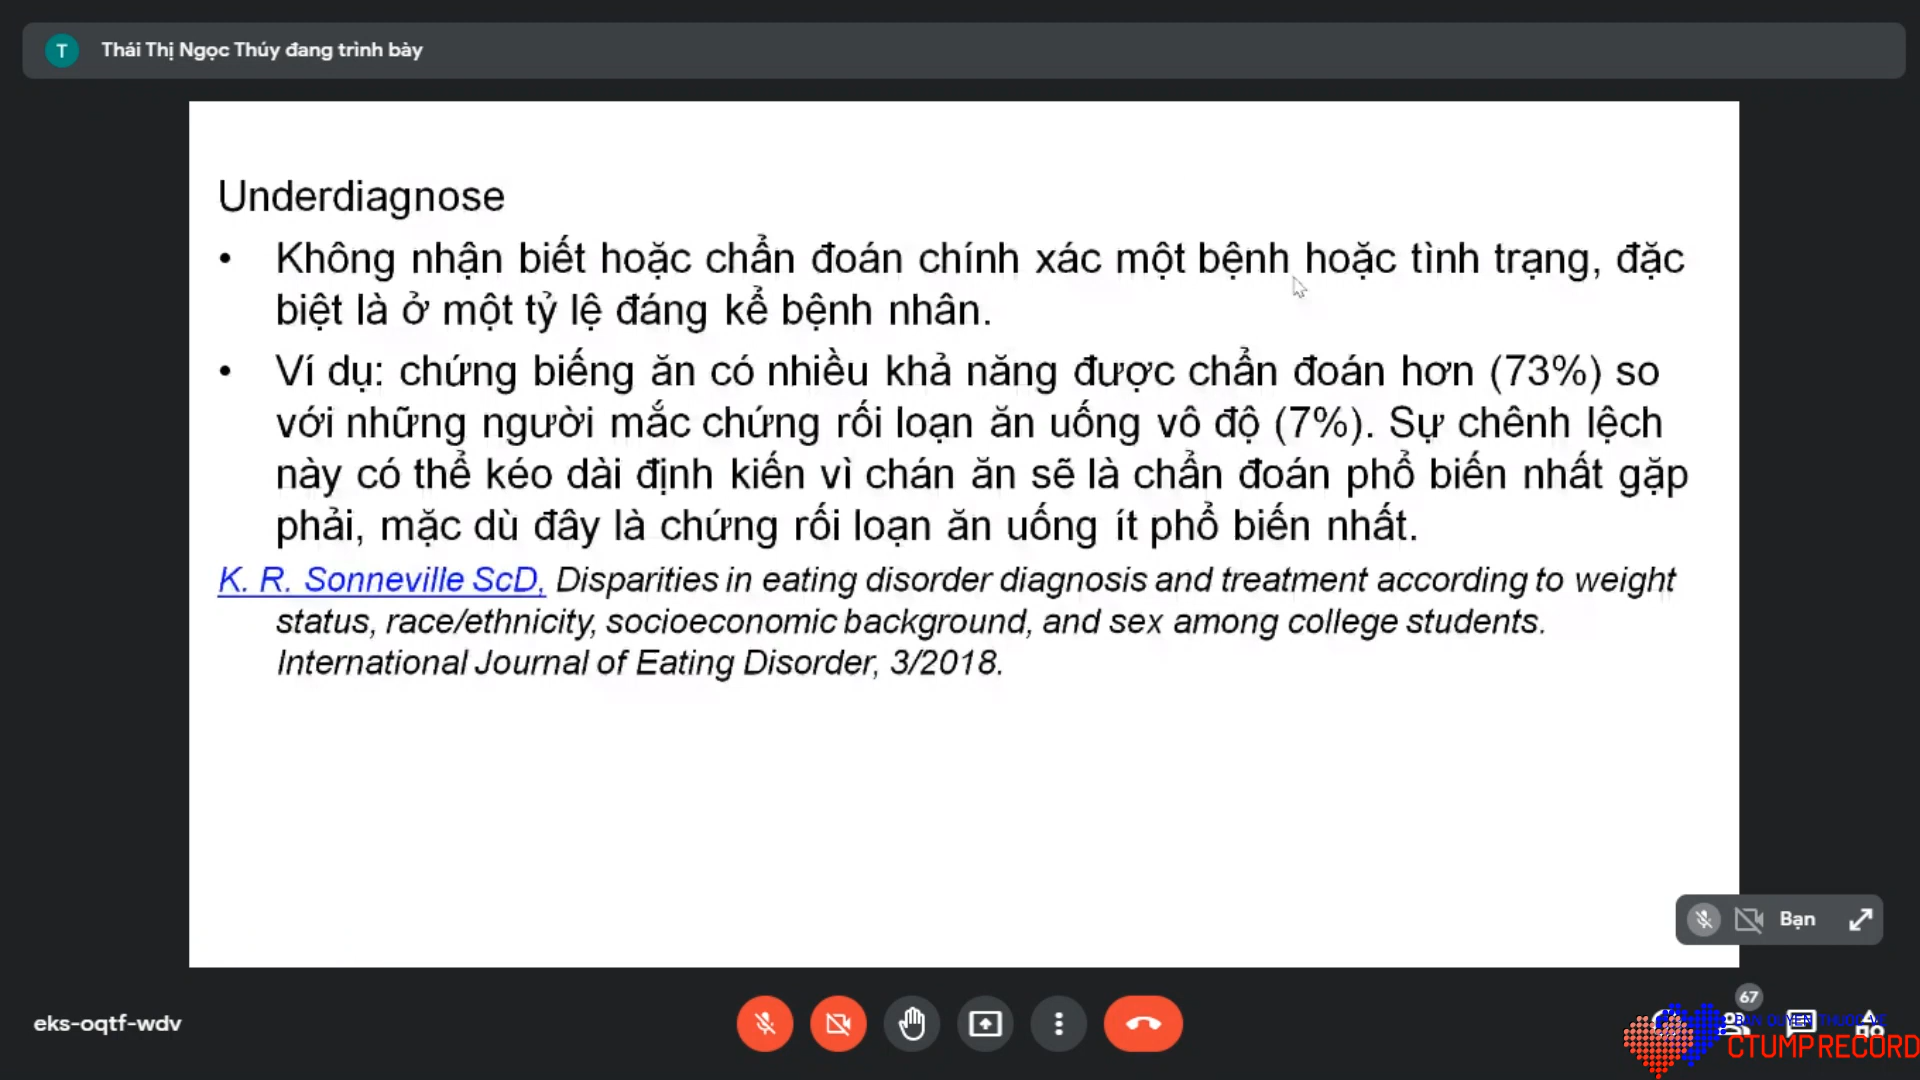 T Thái Thị Ngọc Thúy đang trình bày
Underdiagnose
• Không nhận biết hoặc chẩn đoán chính xác một bệnh hoặc tình trạng, đặc
biệt là ở một tỷ lệ đáng kể bệnh nhân.
• Ví dụ: chứng biếng ăn có nhiều khả năng được chẩn đoán hơn (73%) so
với những người mắc chứng rối loạn ăn uống vô độ (7%). Sự chênh lệch
này có thể kéo dài định kiến vì chán ăn sẽ là chẩn đoán phổ biến nhất gặp
phải, mặc dù đây là chứng rối loạn ăn uống ít phổ biến nhất.
K. R. Sonneville ScD, Disparities in eating disorder diagnosis and treatment according to weight
status, race/ethnicity, socioeconomic background, and sex among college students.
International Journal of Eating Disorder, 3/2018.
Bạn
67
eks-oqtf-wdv
BẢN QUYỀN THUỘC VỀ
CTUMP RECORD